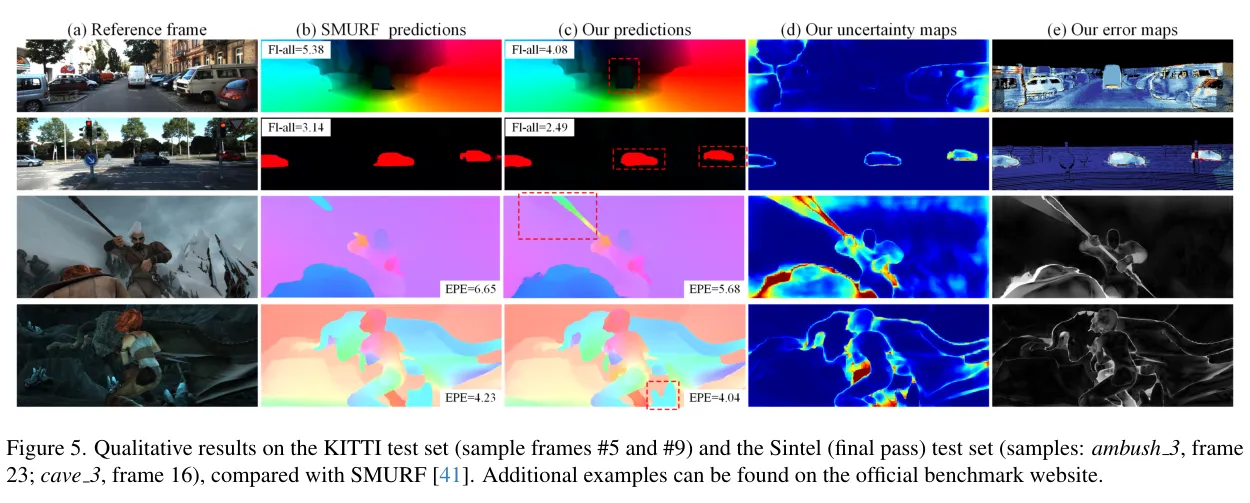 (a) Reference frame
(b) SMURF predictions
(c) Our predictions
(d) Our uncertainty maps
(e) Our error maps
Fl-all=5.38
Fl-all=4.08
Fl-all=3.14
Fl-all=2.49
EPE=6.65
EPE=5.68
EPE=4.23
EPE=4.04
Figure 5. Qualitative results on the KITTI test set (sample frames #5 and #9) and the Sintel (final pass) test set (samples: ambush_3, frame
23; cave_3, frame 16), compared with SMURF [41]. Additional examples can be found on the official benchmark website.